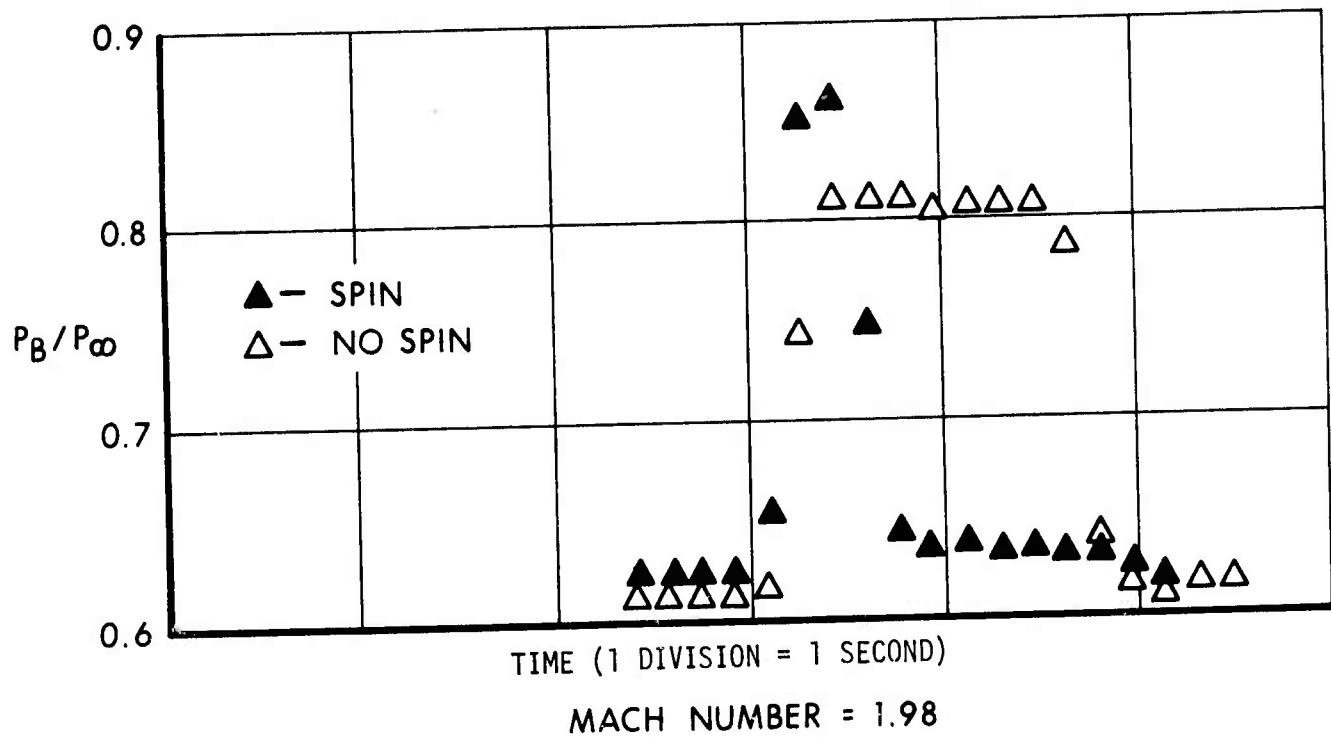 0.9
0.8
▲ — SPIN
△ — NO SPIN
P_B/P_∞
0.7
0.6
TIME (1 DIVISION = 1 SECOND)
MACH NUMBER = 1.98